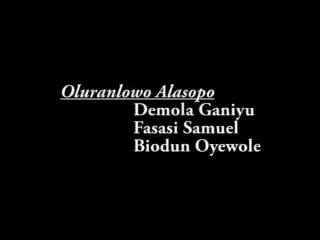 Oluranlowo Alasopo
Demola Ganiyu
Fasasi Samuel
Biodun Oyewole